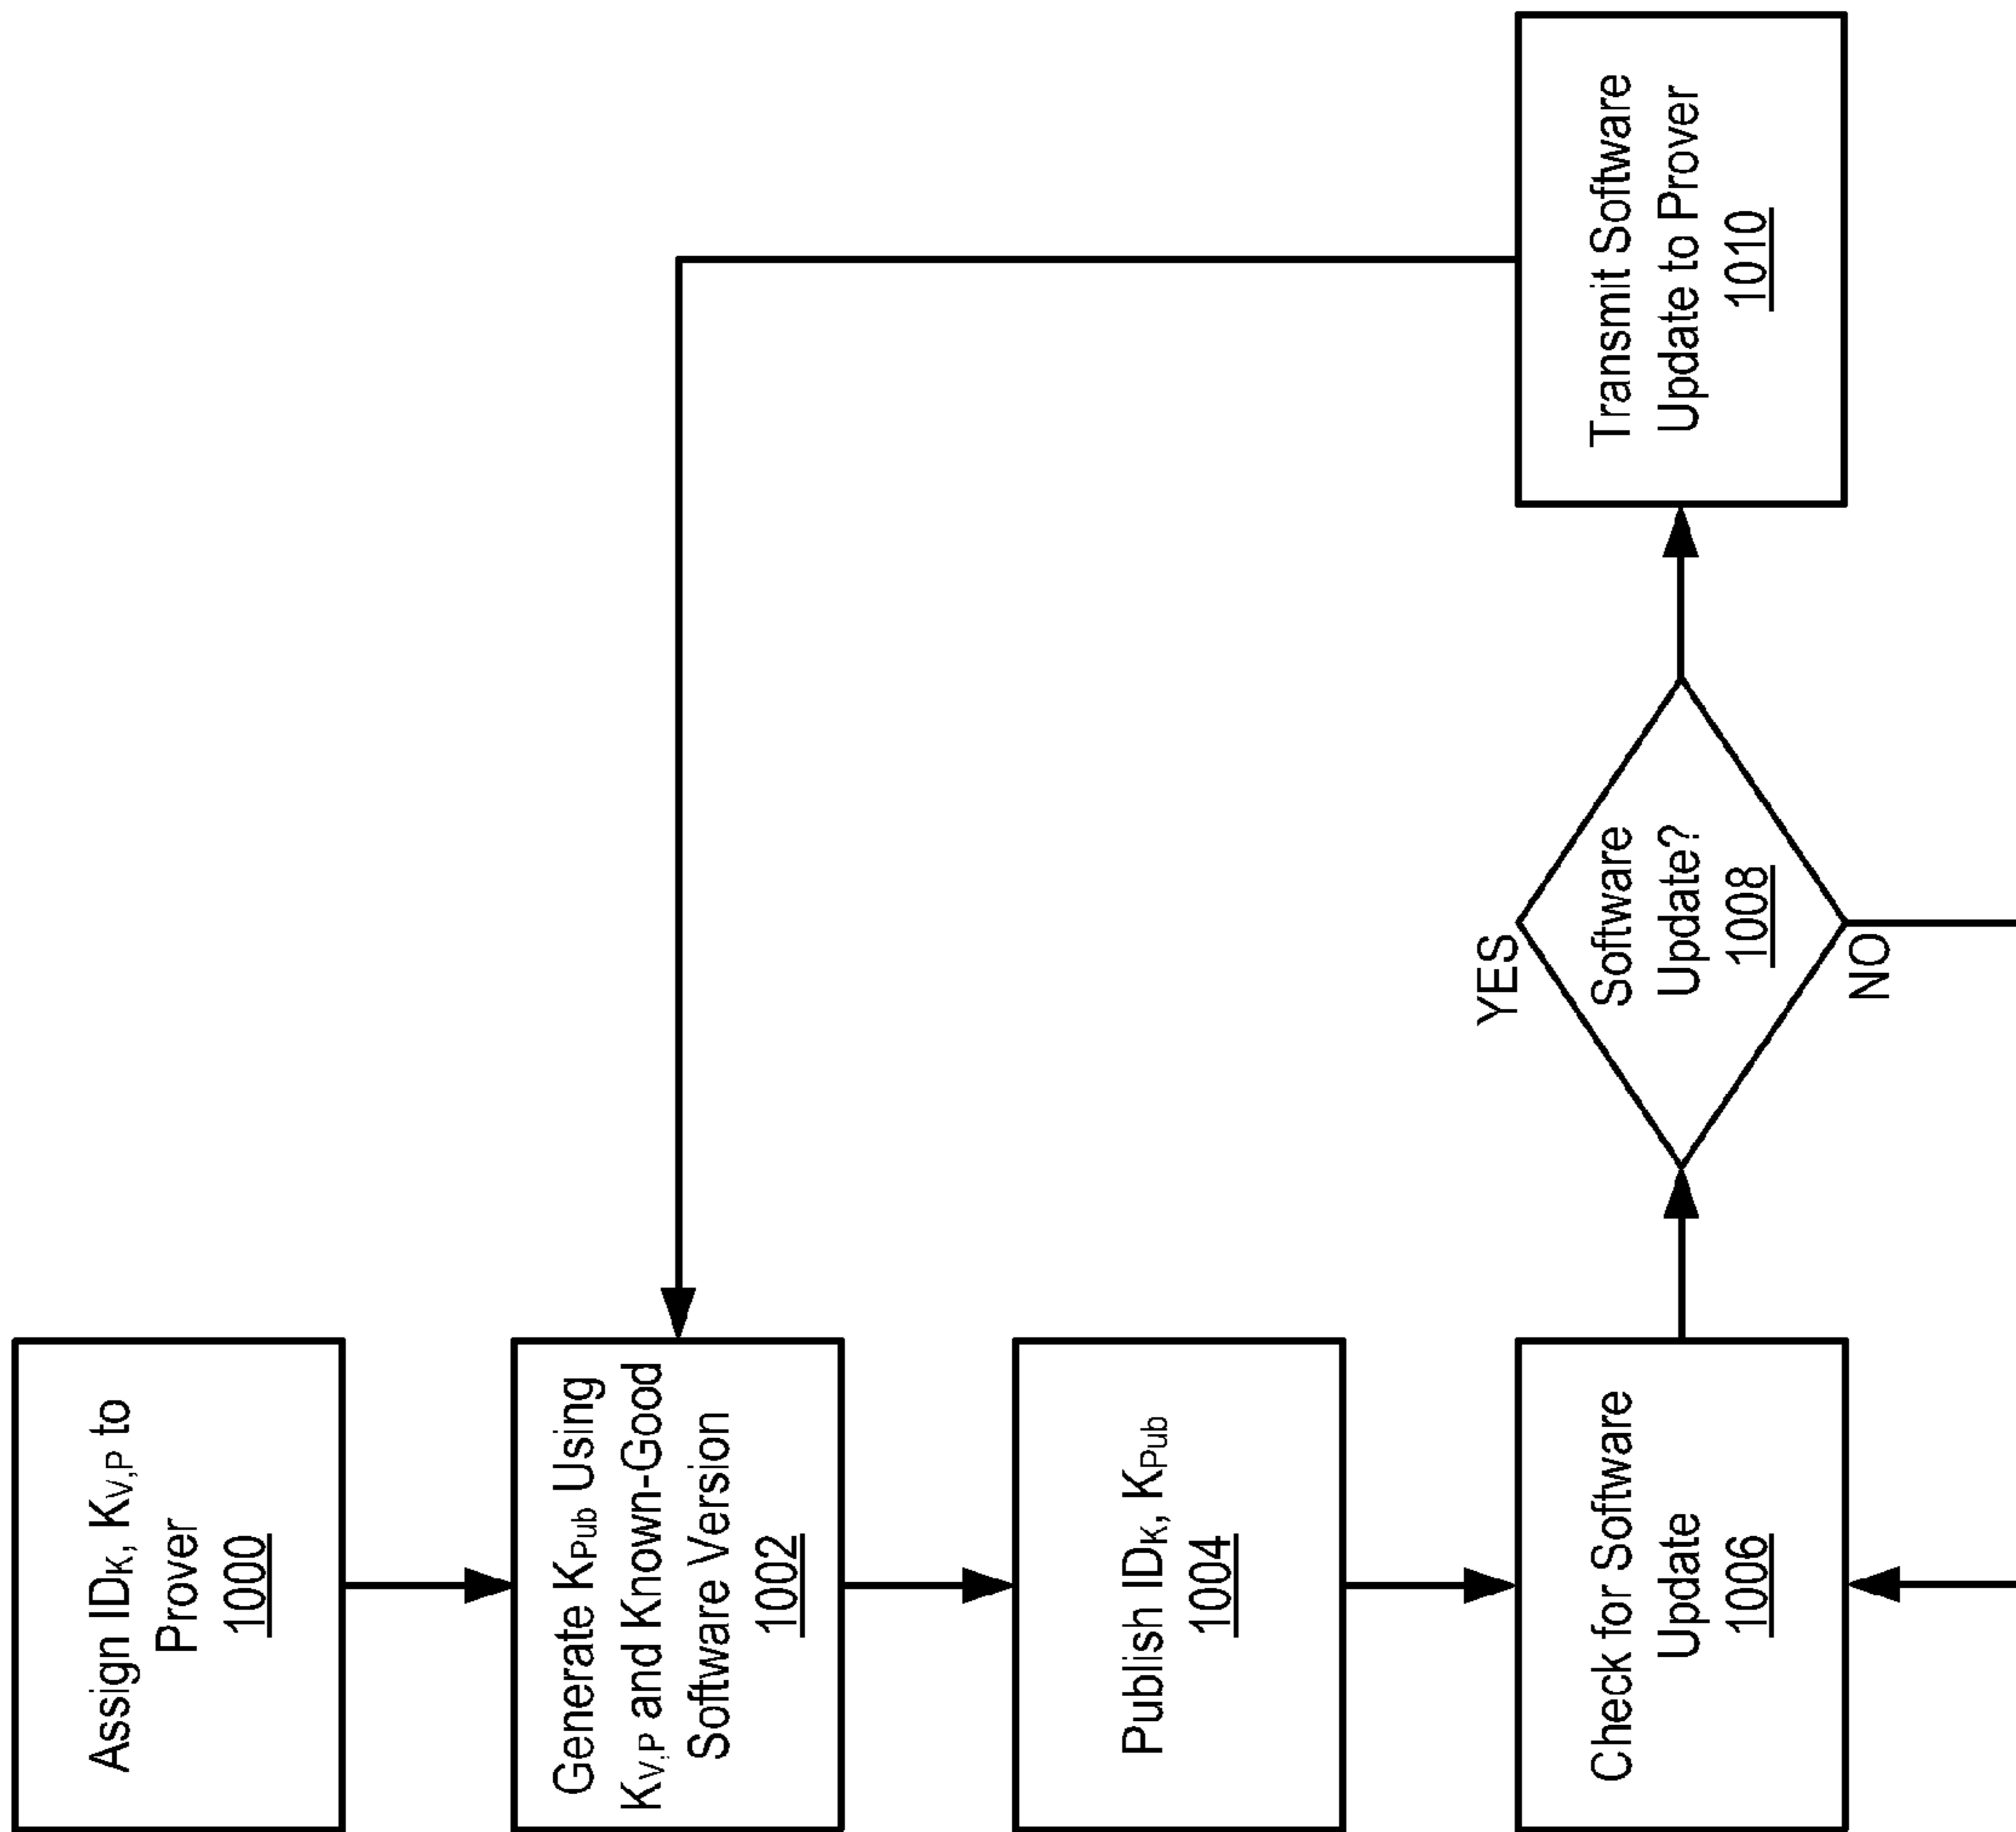 Assign IDK, KV,P to
Prover
1000
Generate KPub Using
KV,P and Known-Good
Software Version
1002
Publish IDK, KPub
1004
Check for Software
Update
1006
YES
Software
Update?
1008
NO
Transmit Software
Update to Prover
1010